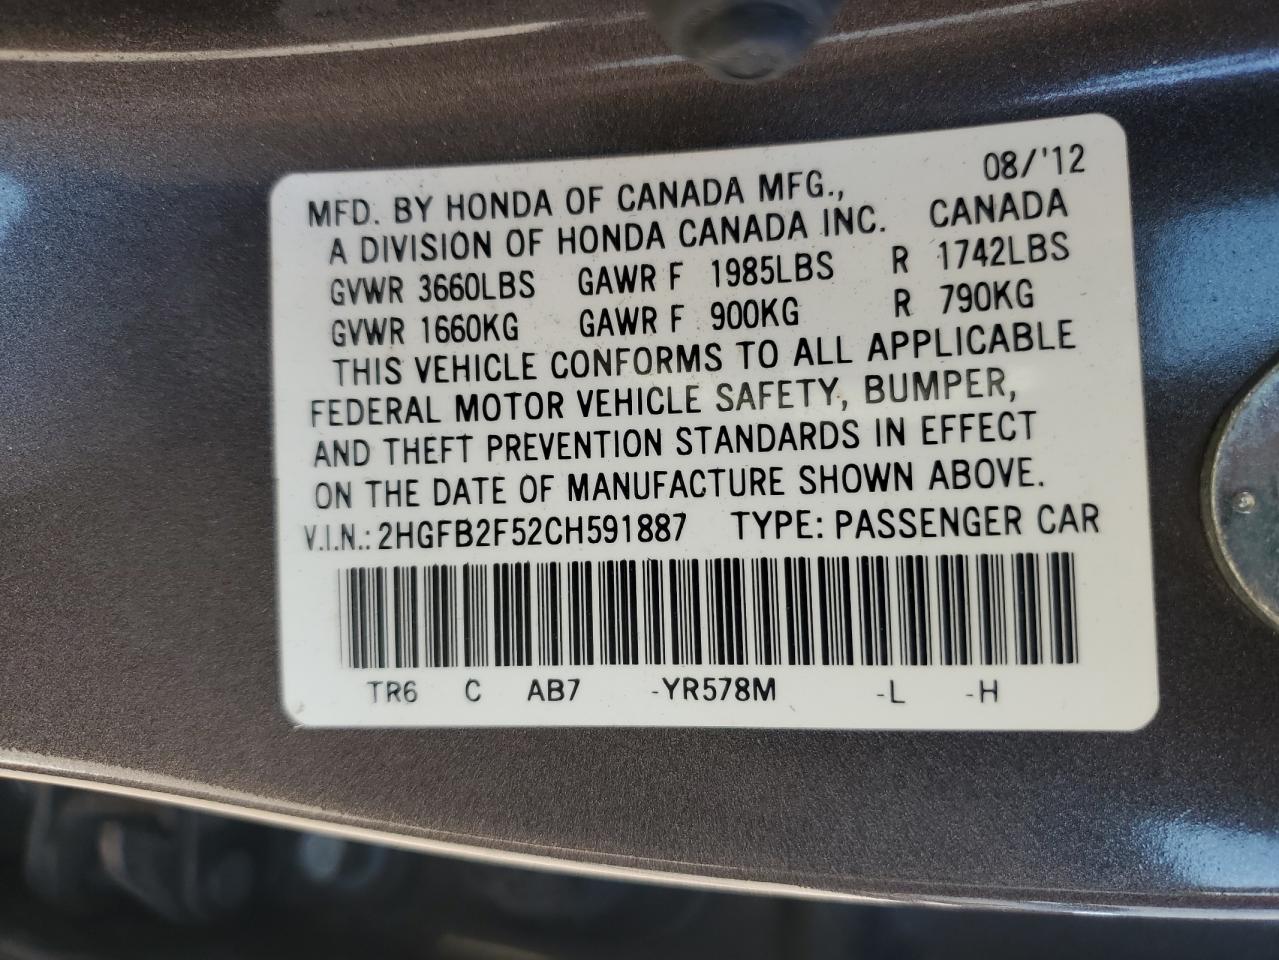 08/'12
MFD. BY HONDA OF CANADA MFG.,
A DIVISION OF HONDA CANADA INC. CANADA
GVWR 3660LBS GAWR F 1985LBS R 1742LBS
GVWR 1660KG GAWR F 900KG R 790KG
THIS VEHICLE CONFORMS TO ALL APPLICABLE
FEDERAL MOTOR VEHICLE SAFETY, BUMPER,
AND THEFT PREVENTION STANDARDS IN EFFECT
ON THE DATE OF MANUFACTURE SHOWN ABOVE.
V.I.N.: 2HGFB2F52CH591887 TYPE: PASSENGER CAR
TR6 C AB7 -YR578M -L -H